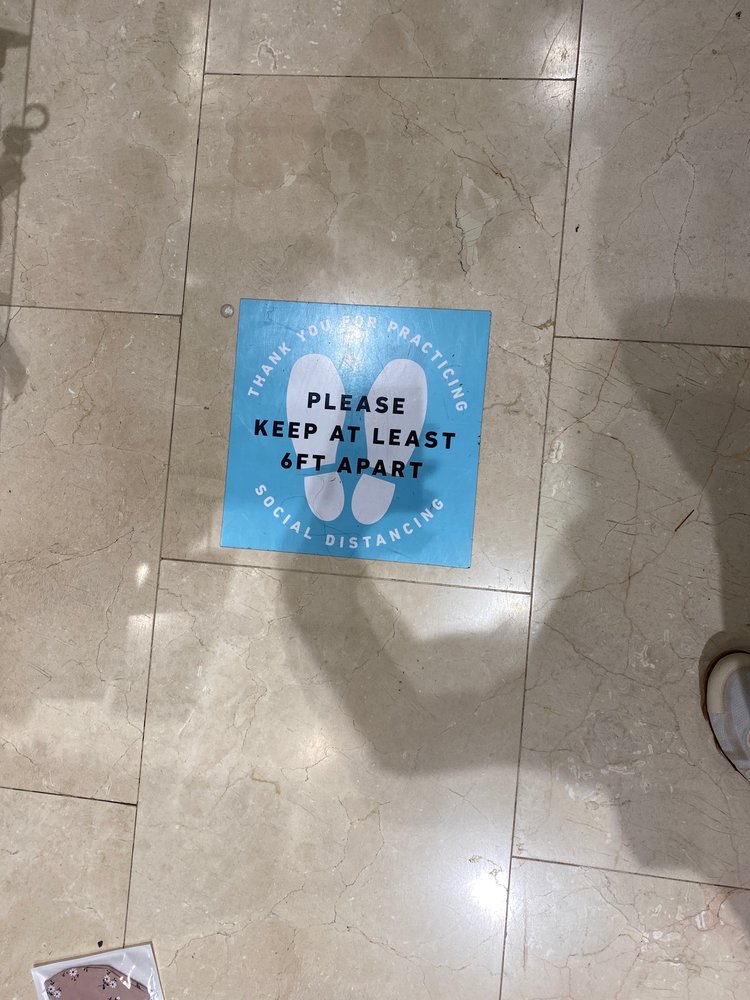 THANK YOU FOR PRACTICING
PLEASE
KEEP AT LEAST
6FT APART
SOCIAL DISTANCING